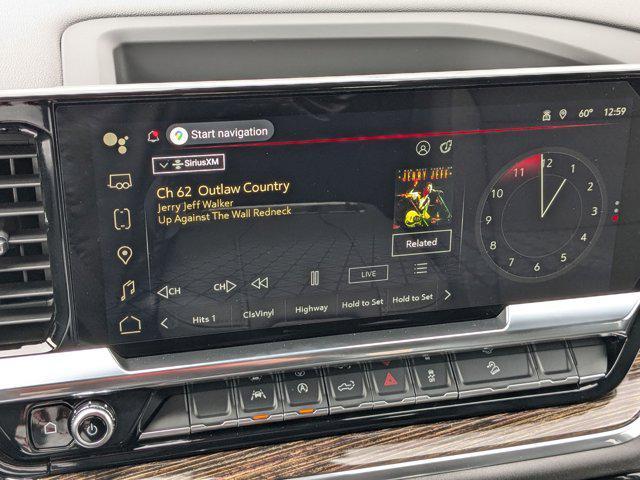 Start navigation
60° 12:59
SiriusXM
Ch 62 Outlaw Country
Jerry Jeff Walker
Up Against The Wall Redneck
JERRY JEFF
Related
12
1
2
3
4
5
6
7
8
9
10
11
CH
CH
LIVE
Hits 1
ClsVinyl
Highway
Hold to Set
Hold to Set